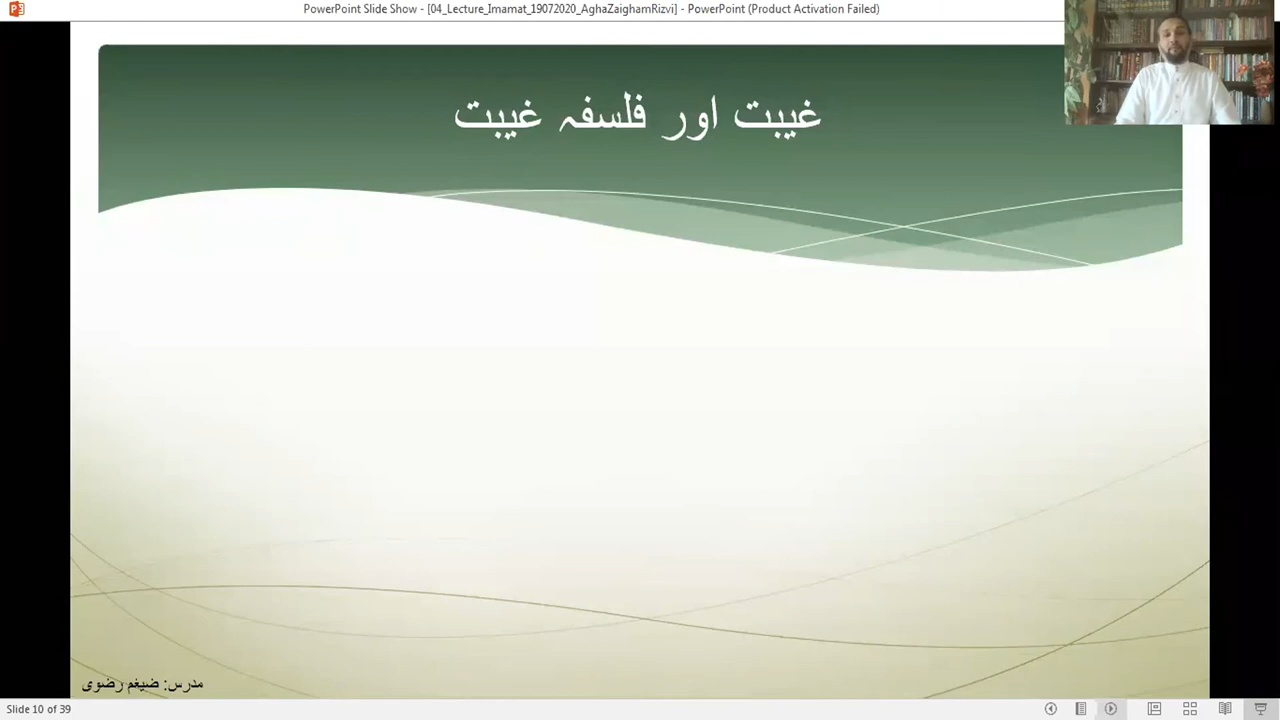 PowerPoint Slide Show - [04_Lecture_Imamat_19072020_AghaZaighamRizvi] - PowerPoint (Product Activation Failed)
غیبت اور فلسفہ غیبت
مدرس: ضیغم رضوی
Slide 10 of 39